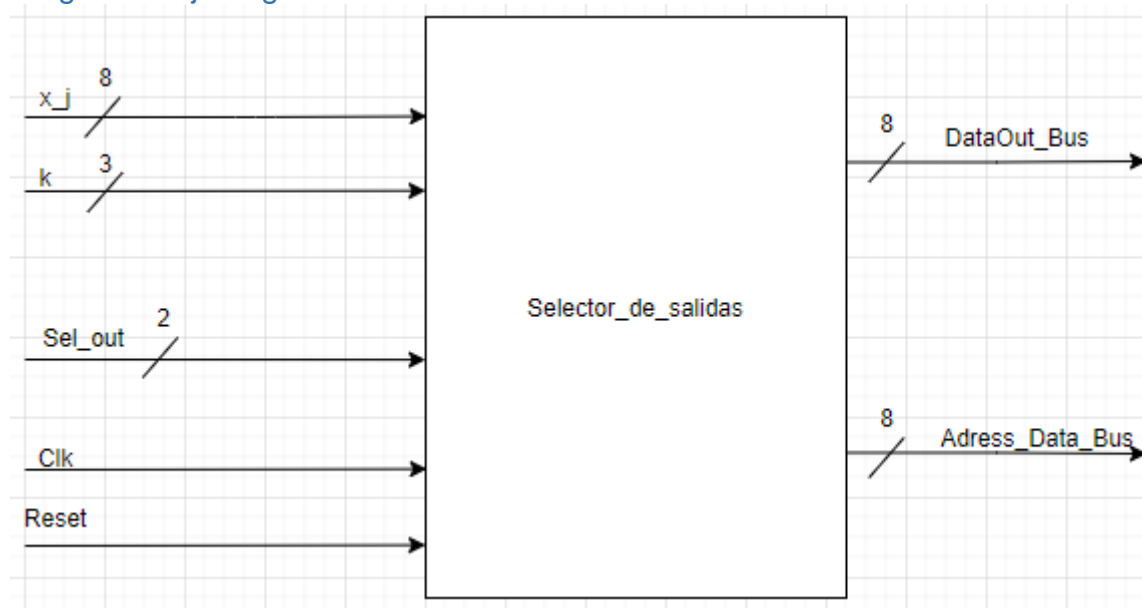 8
x_j
3
k
2
Sel_out
Clk
Reset
Selector_de_salidas
8
DataOut_Bus
8
Adress_Data_Bus